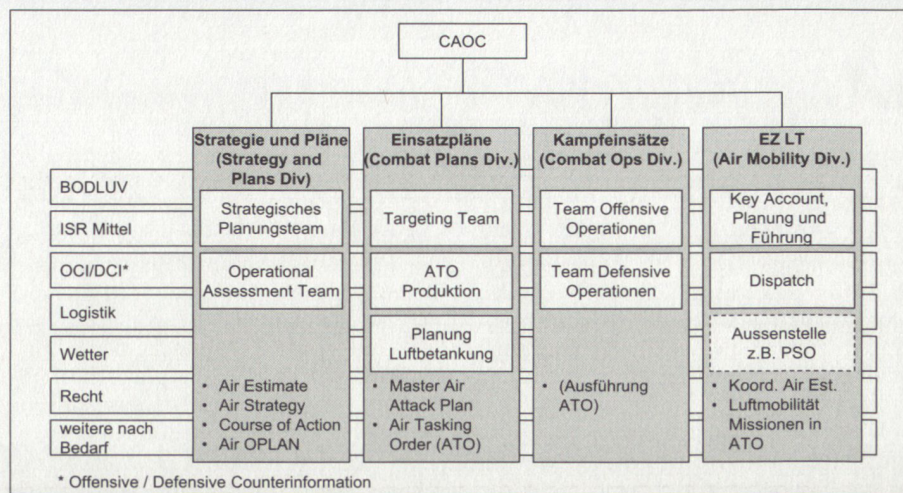 CAOC
Strategie und Pläne
(Strategy and
Plans Div)
Einsatzpläne
(Combat Plans Div.)
Kampfeinsätze
(Combat Ops Div.)
EZ LT
(Air Mobility Div.)
BODLUV
ISR Mittel
OCI/DCI*
Logistik
Wetter
Recht
weitere nach
Bedarf
Strategisches
Planungsteam
Operational
Assessment Team
• Air Estimate
• Air Strategy
• Course of Action
• Air OPLAN
Targeting Team
ATO
Produktion
Planung
Luftbetankung
• Master Air
Attack Plan
• Air Tasking
Order (ATO)
Team Offensive
Operationen
Team Defensive
Operationen
• (Ausführung
ATO)
Key Account,
Planung und
Führung
Dispatch
Aussenstelle
z.B. PSO
• Koord. Air Est.
• Luftmobilität
Missionen in
ATO
* Offensive / Defensive Counterinformation